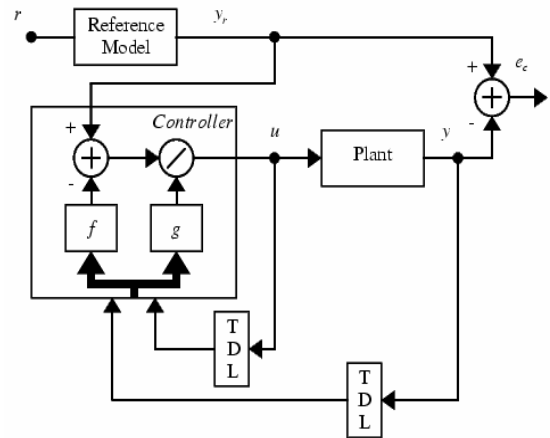 r
Reference
Model
y_r
+
e_c
-
Controller
u
y
+
+
+
-
Plant
f
g
T
D
L
T
D
L